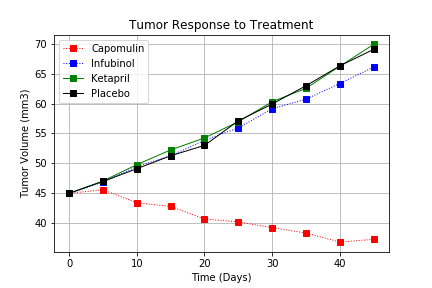 Tumor Response to Treatment
70
65
60
55
50
45
40
Tumor Volume (mm3)
Capomulin
Infubinol
Ketapril
Placebo
0
10
20
30
40
Time (Days)